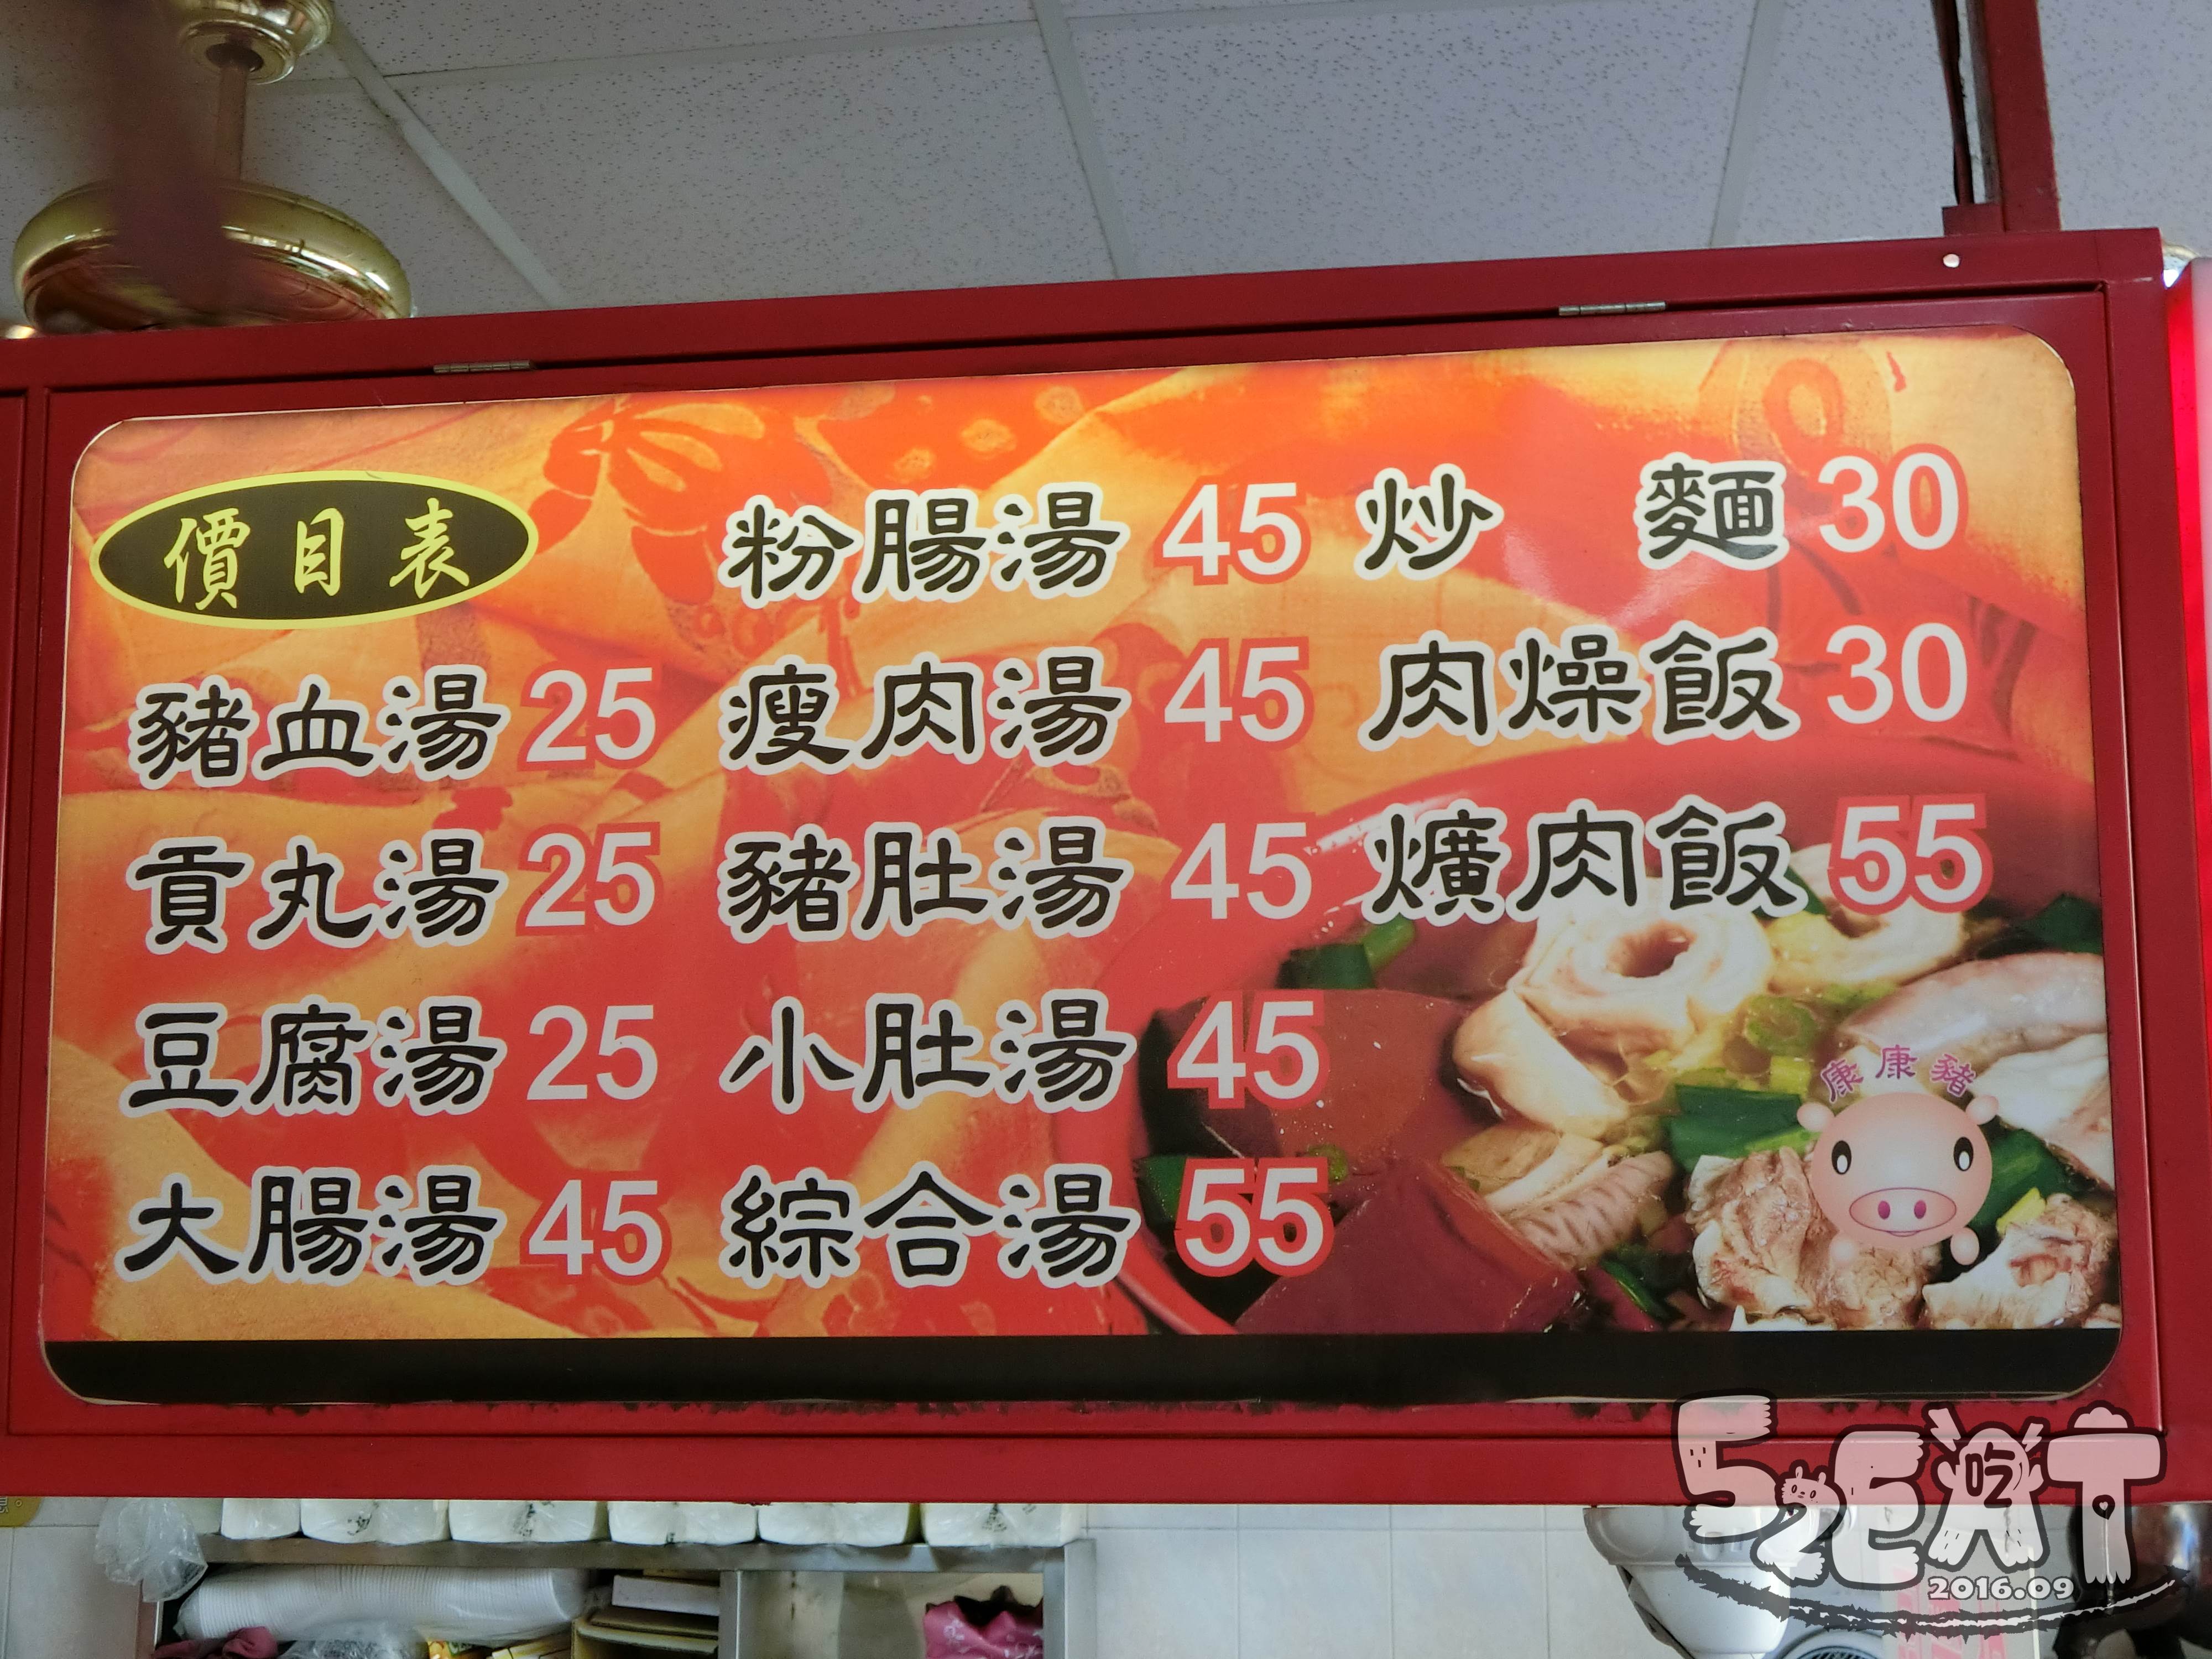 價目表
豬血湯 25
貢丸湯 25
豆腐湯 25
大腸湯 45
粉腸湯 45
瘦肉湯 45
豬肚湯 45
小肚湯 45
綜合湯 55
炒 麵 30
肉燥飯 30
爌肉飯 55
康康豬
52EAT
吃
2016.09